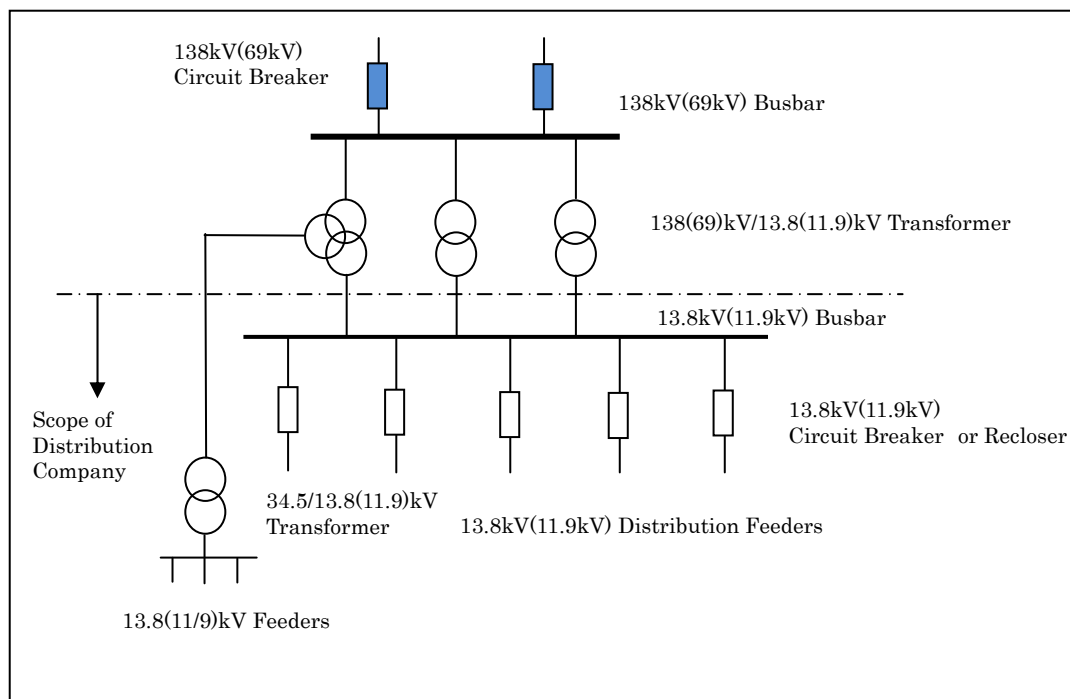 138kV(69kV)
Circuit Breaker
138kV(69kV) Busbar
138(69)kV/13.8(11.9)kV Transformer
13.8kV(11.9kV) Busbar
Scope of
Distribution
Company
13.8kV(11.9kV)
Circuit Breaker or Recloser
34.5/13.8(11.9)kV
Transformer
13.8kV(11.9kV) Distribution Feeders
13.8(11/9)kV Feeders